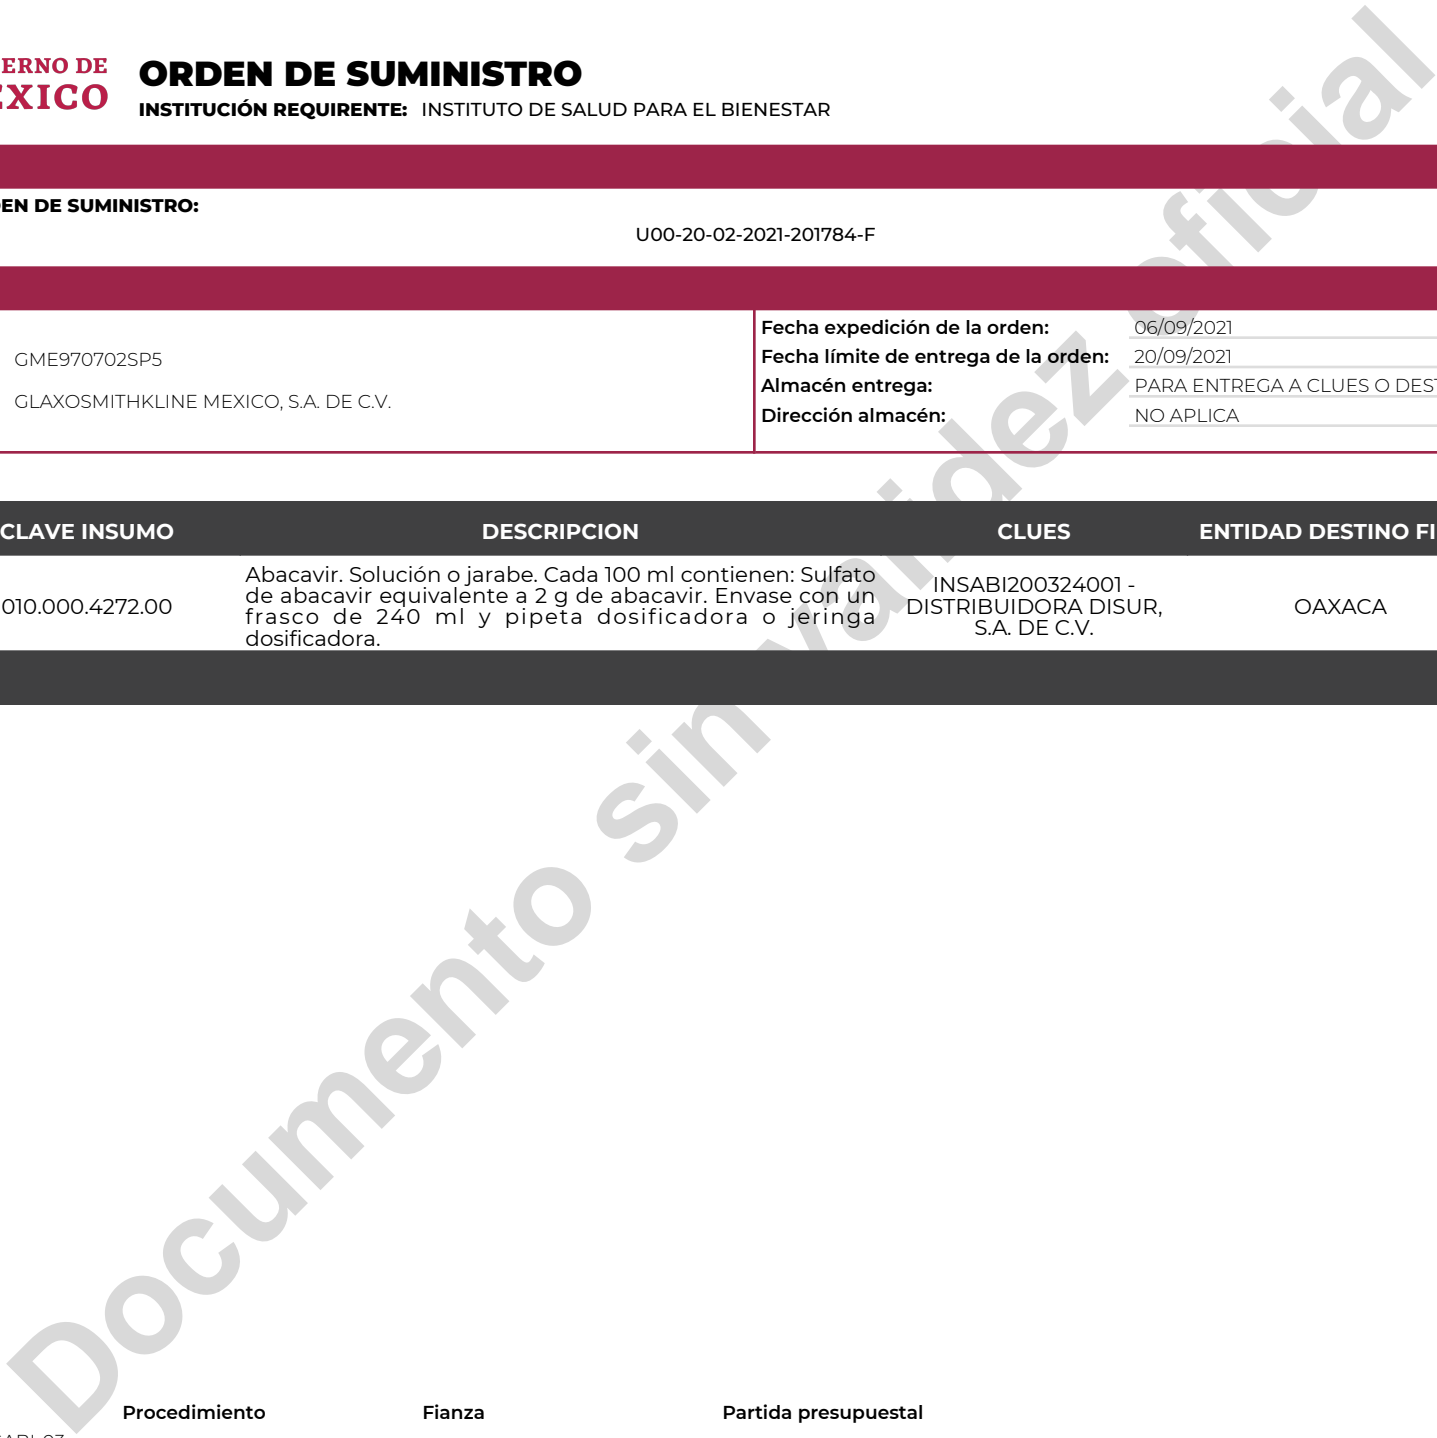 ERNO DE
EXICO
ORDEN DE SUMINISTRO
INSTITUCIÓN REQUIRENTE: INSTITUTO DE SALUD PARA EL BIENESTAR
EN DE SUMINISTRO:
U00-20-02-2021-201784-F
GME970702SP5
GLAXOSMITHKLINE MEXICO, S.A. DE C.V.
Fecha expedición de la orden: 06/09/2021
Fecha límite de entrega de la orden: 20/09/2021
Almacén entrega: PARA ENTREGA A CLUES O DEST
Dirección almacén: NO APLICA
CLAVE INSUMO DESCRIPCION CLUES ENTIDAD DESTINO FI
010.000.4272.00
Abacavir. Solución o jarabe. Cada 100 ml contienen: Sulfato
de abacavir equivalente a 2 g de abacavir. Envase con un
frasco de 240 ml y pipeta dosificadora o jeringa
dosificadora.
INSABI200324001 -
DISTRIBUIDORA DISUR,
S.A. DE C.V.
OAXACA
Documento sin validez oficial
Procedimiento Fianza Partida presupuestal